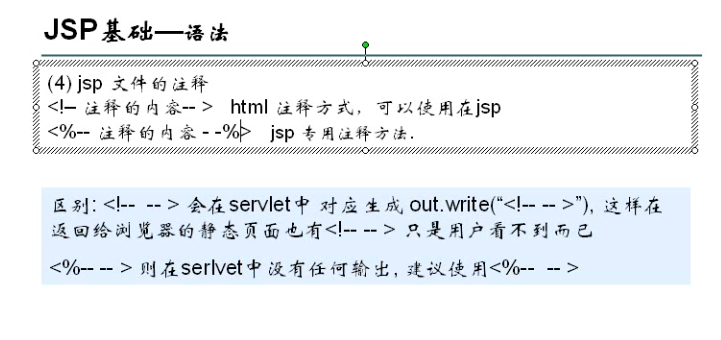 JSP基础—语法
(4) jsp 文件的注释
<!-- 注释的内容-- >   html 注释方式，可以使用在jsp
<%-- 注释的内容 - -%>   jsp 专用注释方法.
区别: <!--  -- > 会在servlet中 对应生成 out.write(“<!-- -- >”), 这样在
返回给浏览器的静态页面也有<!-- -- > 只是用户看不到而已
<%-- -- > 则在serlvet中没有任何输出, 建议使用<%--  -- >